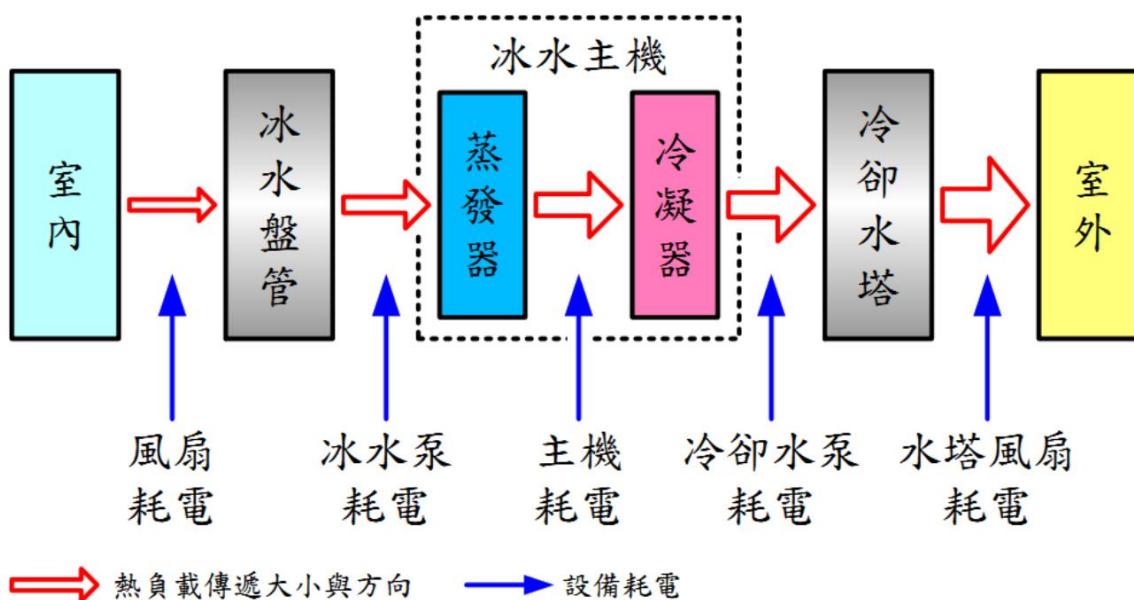 冰水主機
室內
冰水盤管
蒸發器
冷凝器
冷卻水塔
室外
風扇
耗電
冰水泵
耗電
主機
耗電
冷卻水泵
耗電
水塔風扇
耗電
熱負載傳遞大小與方向
設備耗電